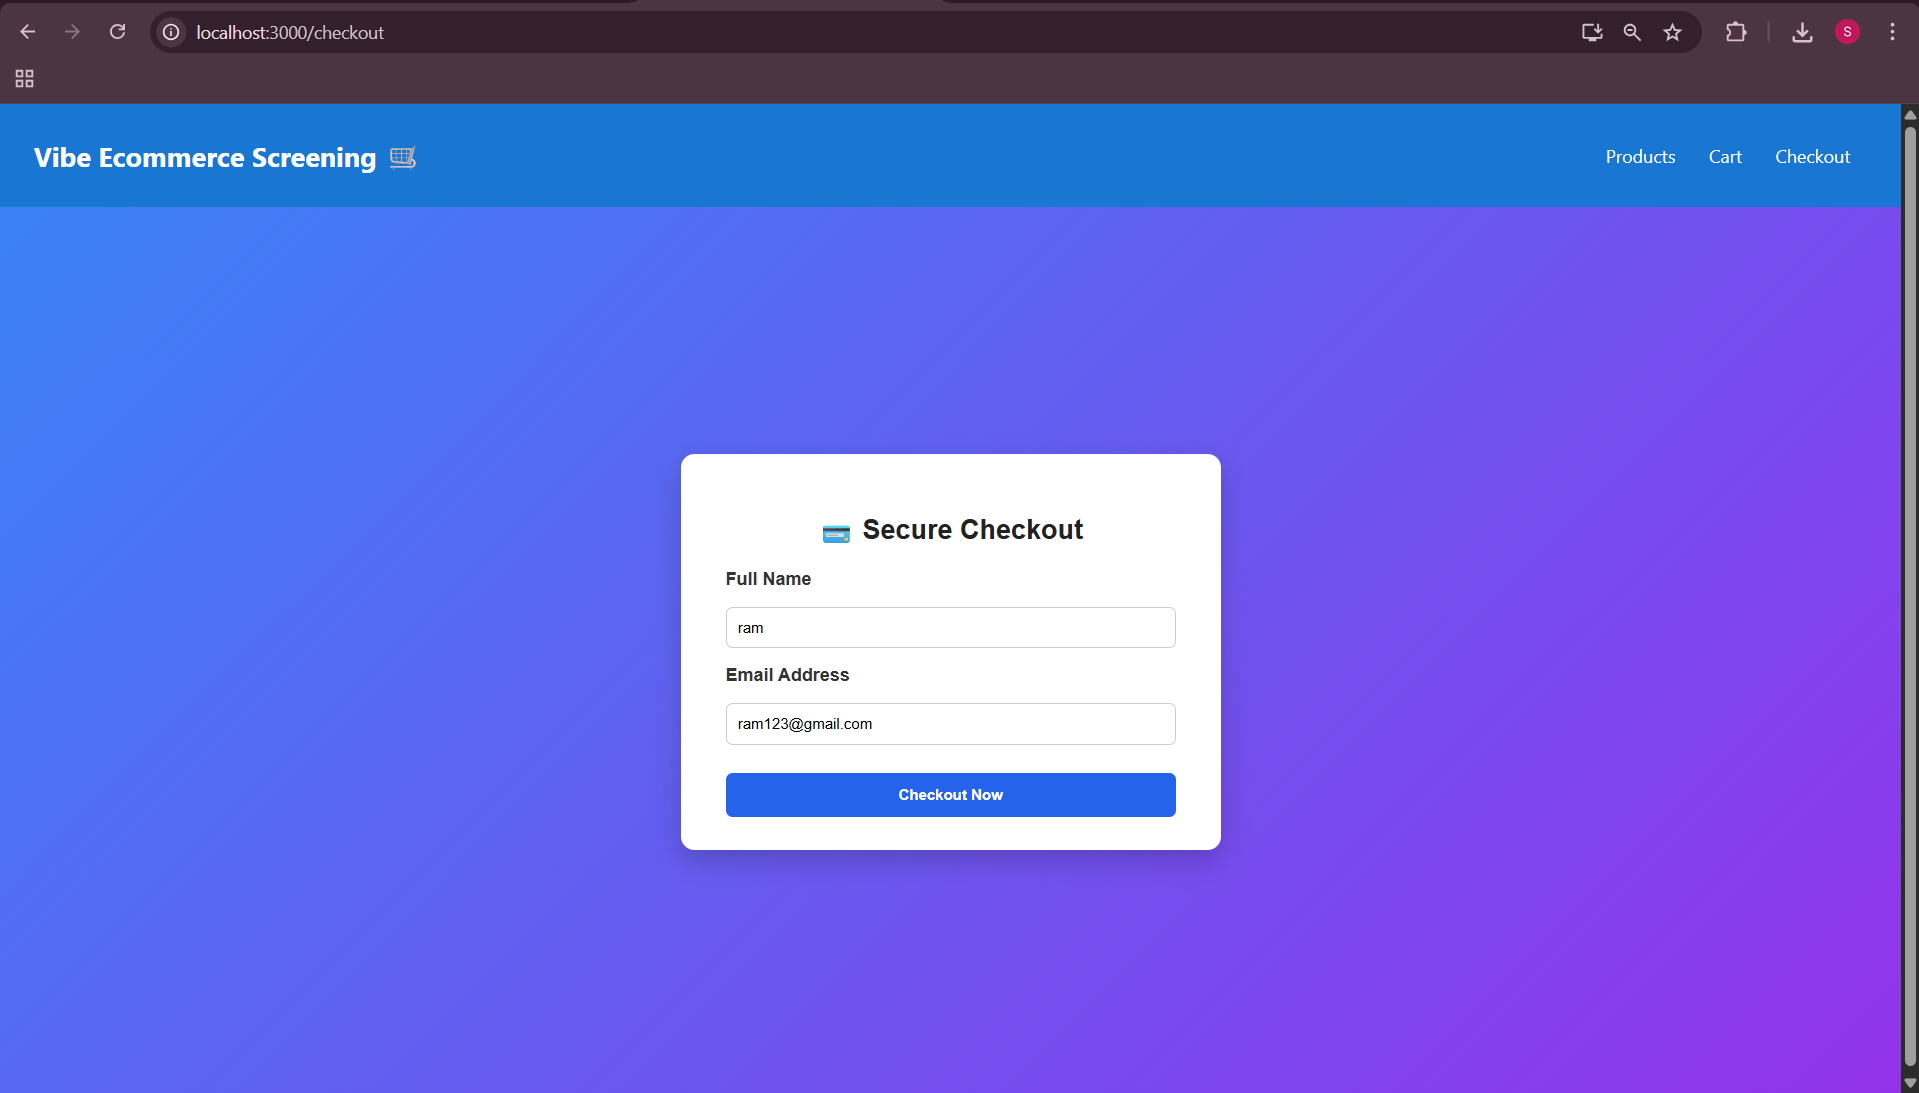 localhost:3000/checkout
S
Vibe Ecommerce Screening
Products Cart Checkout
Secure Checkout
Full Name
ram
Email Address
ram123@gmail.com
Checkout Now